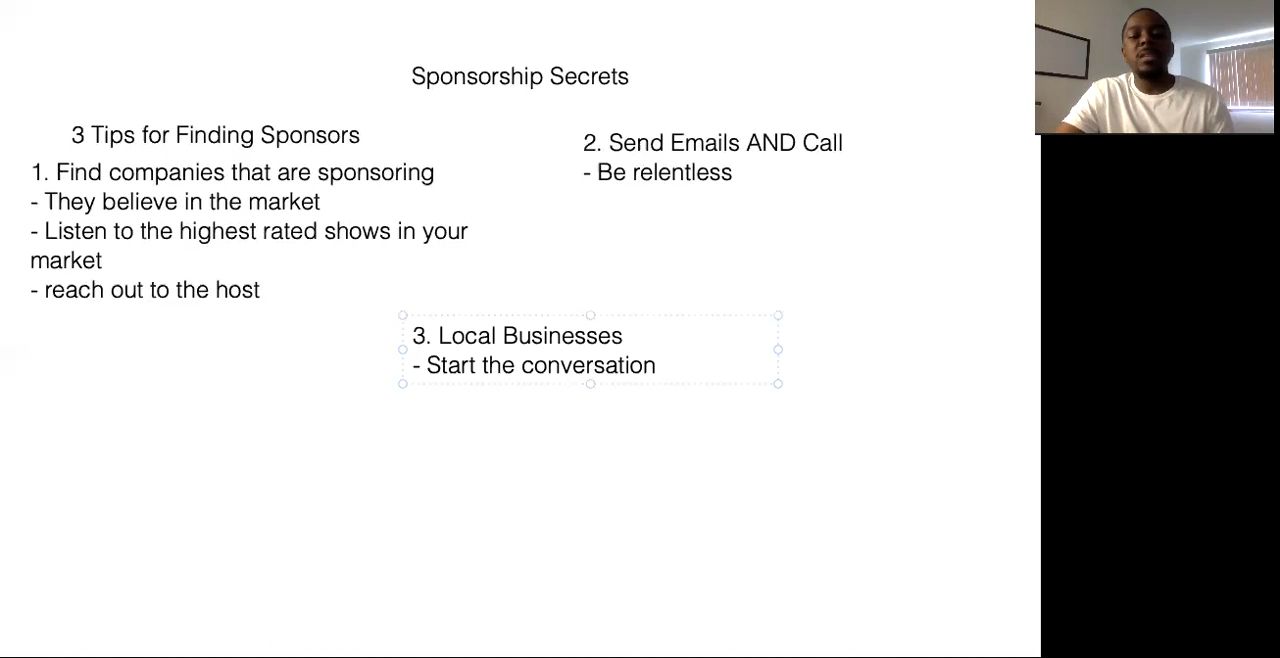 Sponsorship Secrets
3 Tips for Finding Sponsors
1. Find companies that are sponsoring
- They believe in the market
- Listen to the highest rated shows in your
market
- reach out to the host
2. Send Emails AND Call
- Be relentless
3. Local Businesses
- Start the conversation